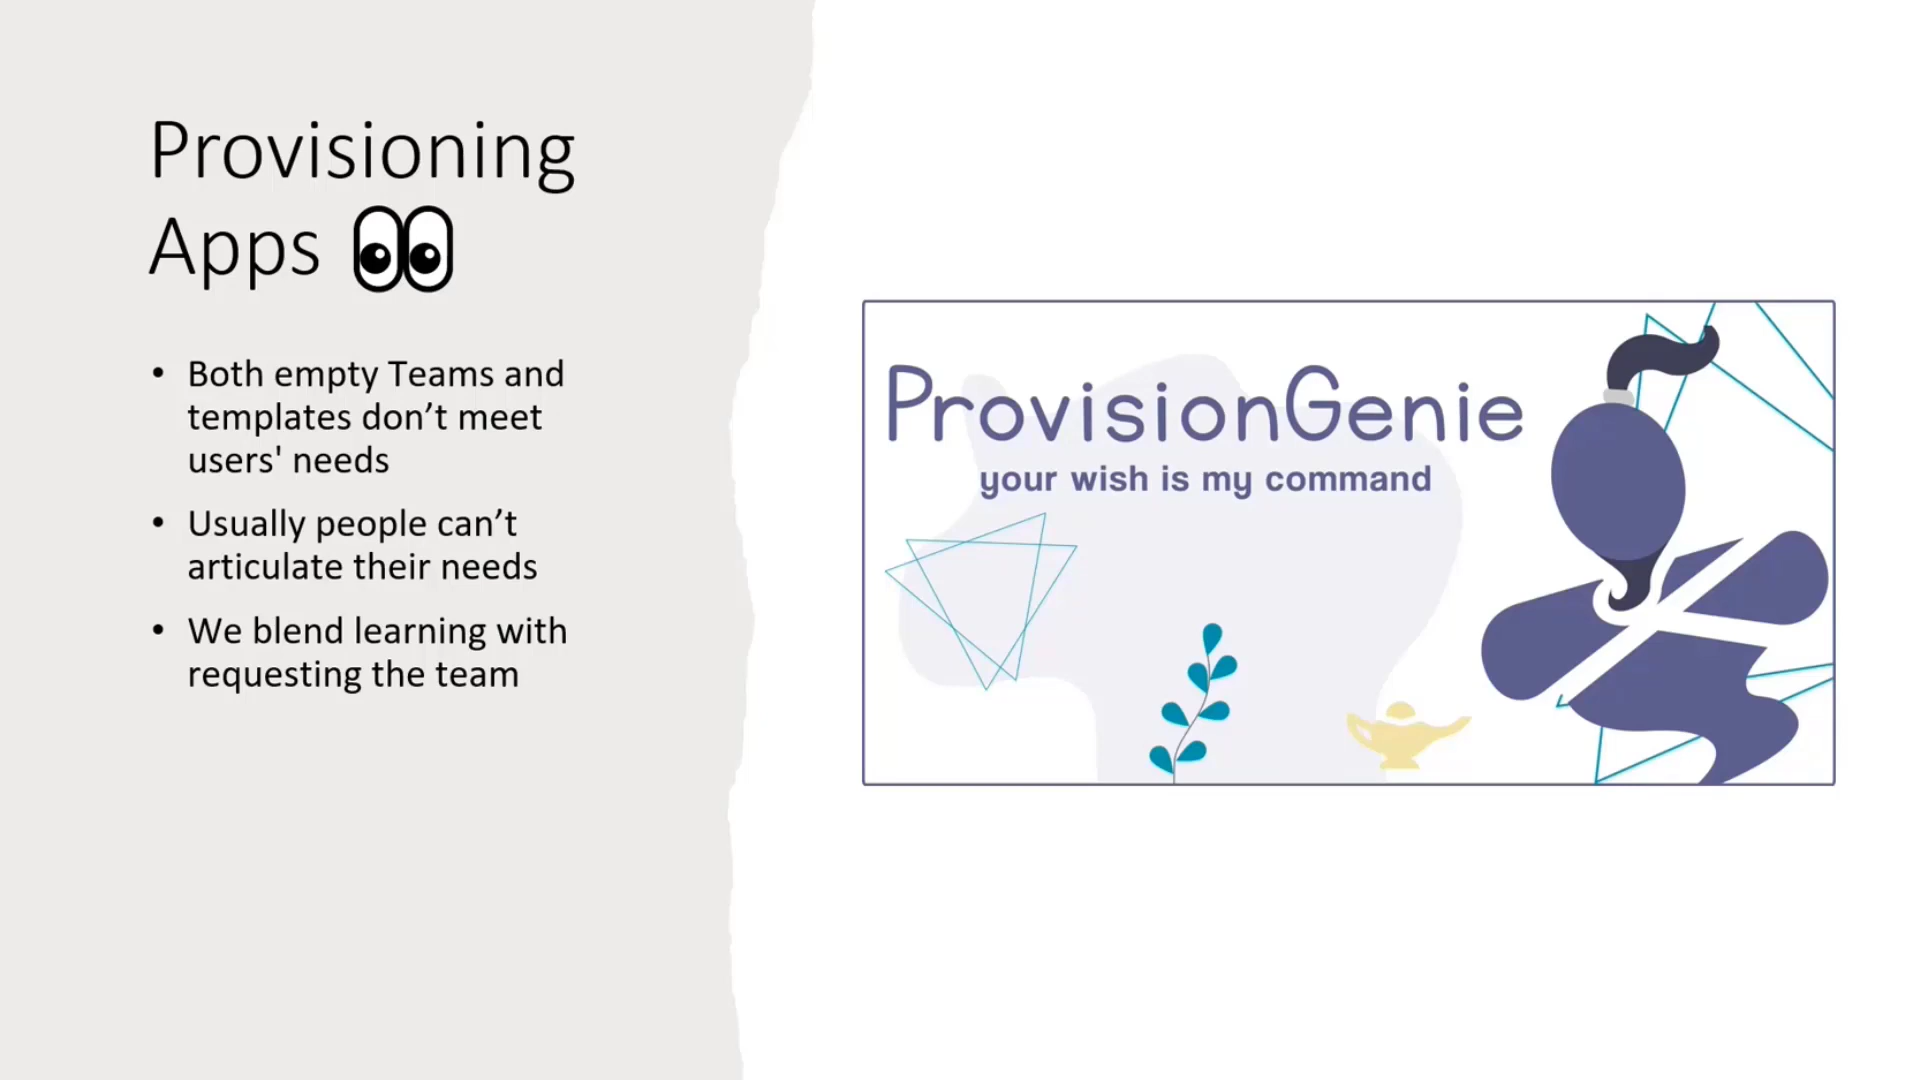 Provisioning
Apps 👀
• Both empty Teams and
templates don’t meet
users' needs
• Usually people can’t
articulate their needs
• We blend learning with
requesting the team
ProvisionGenie
your wish is my command